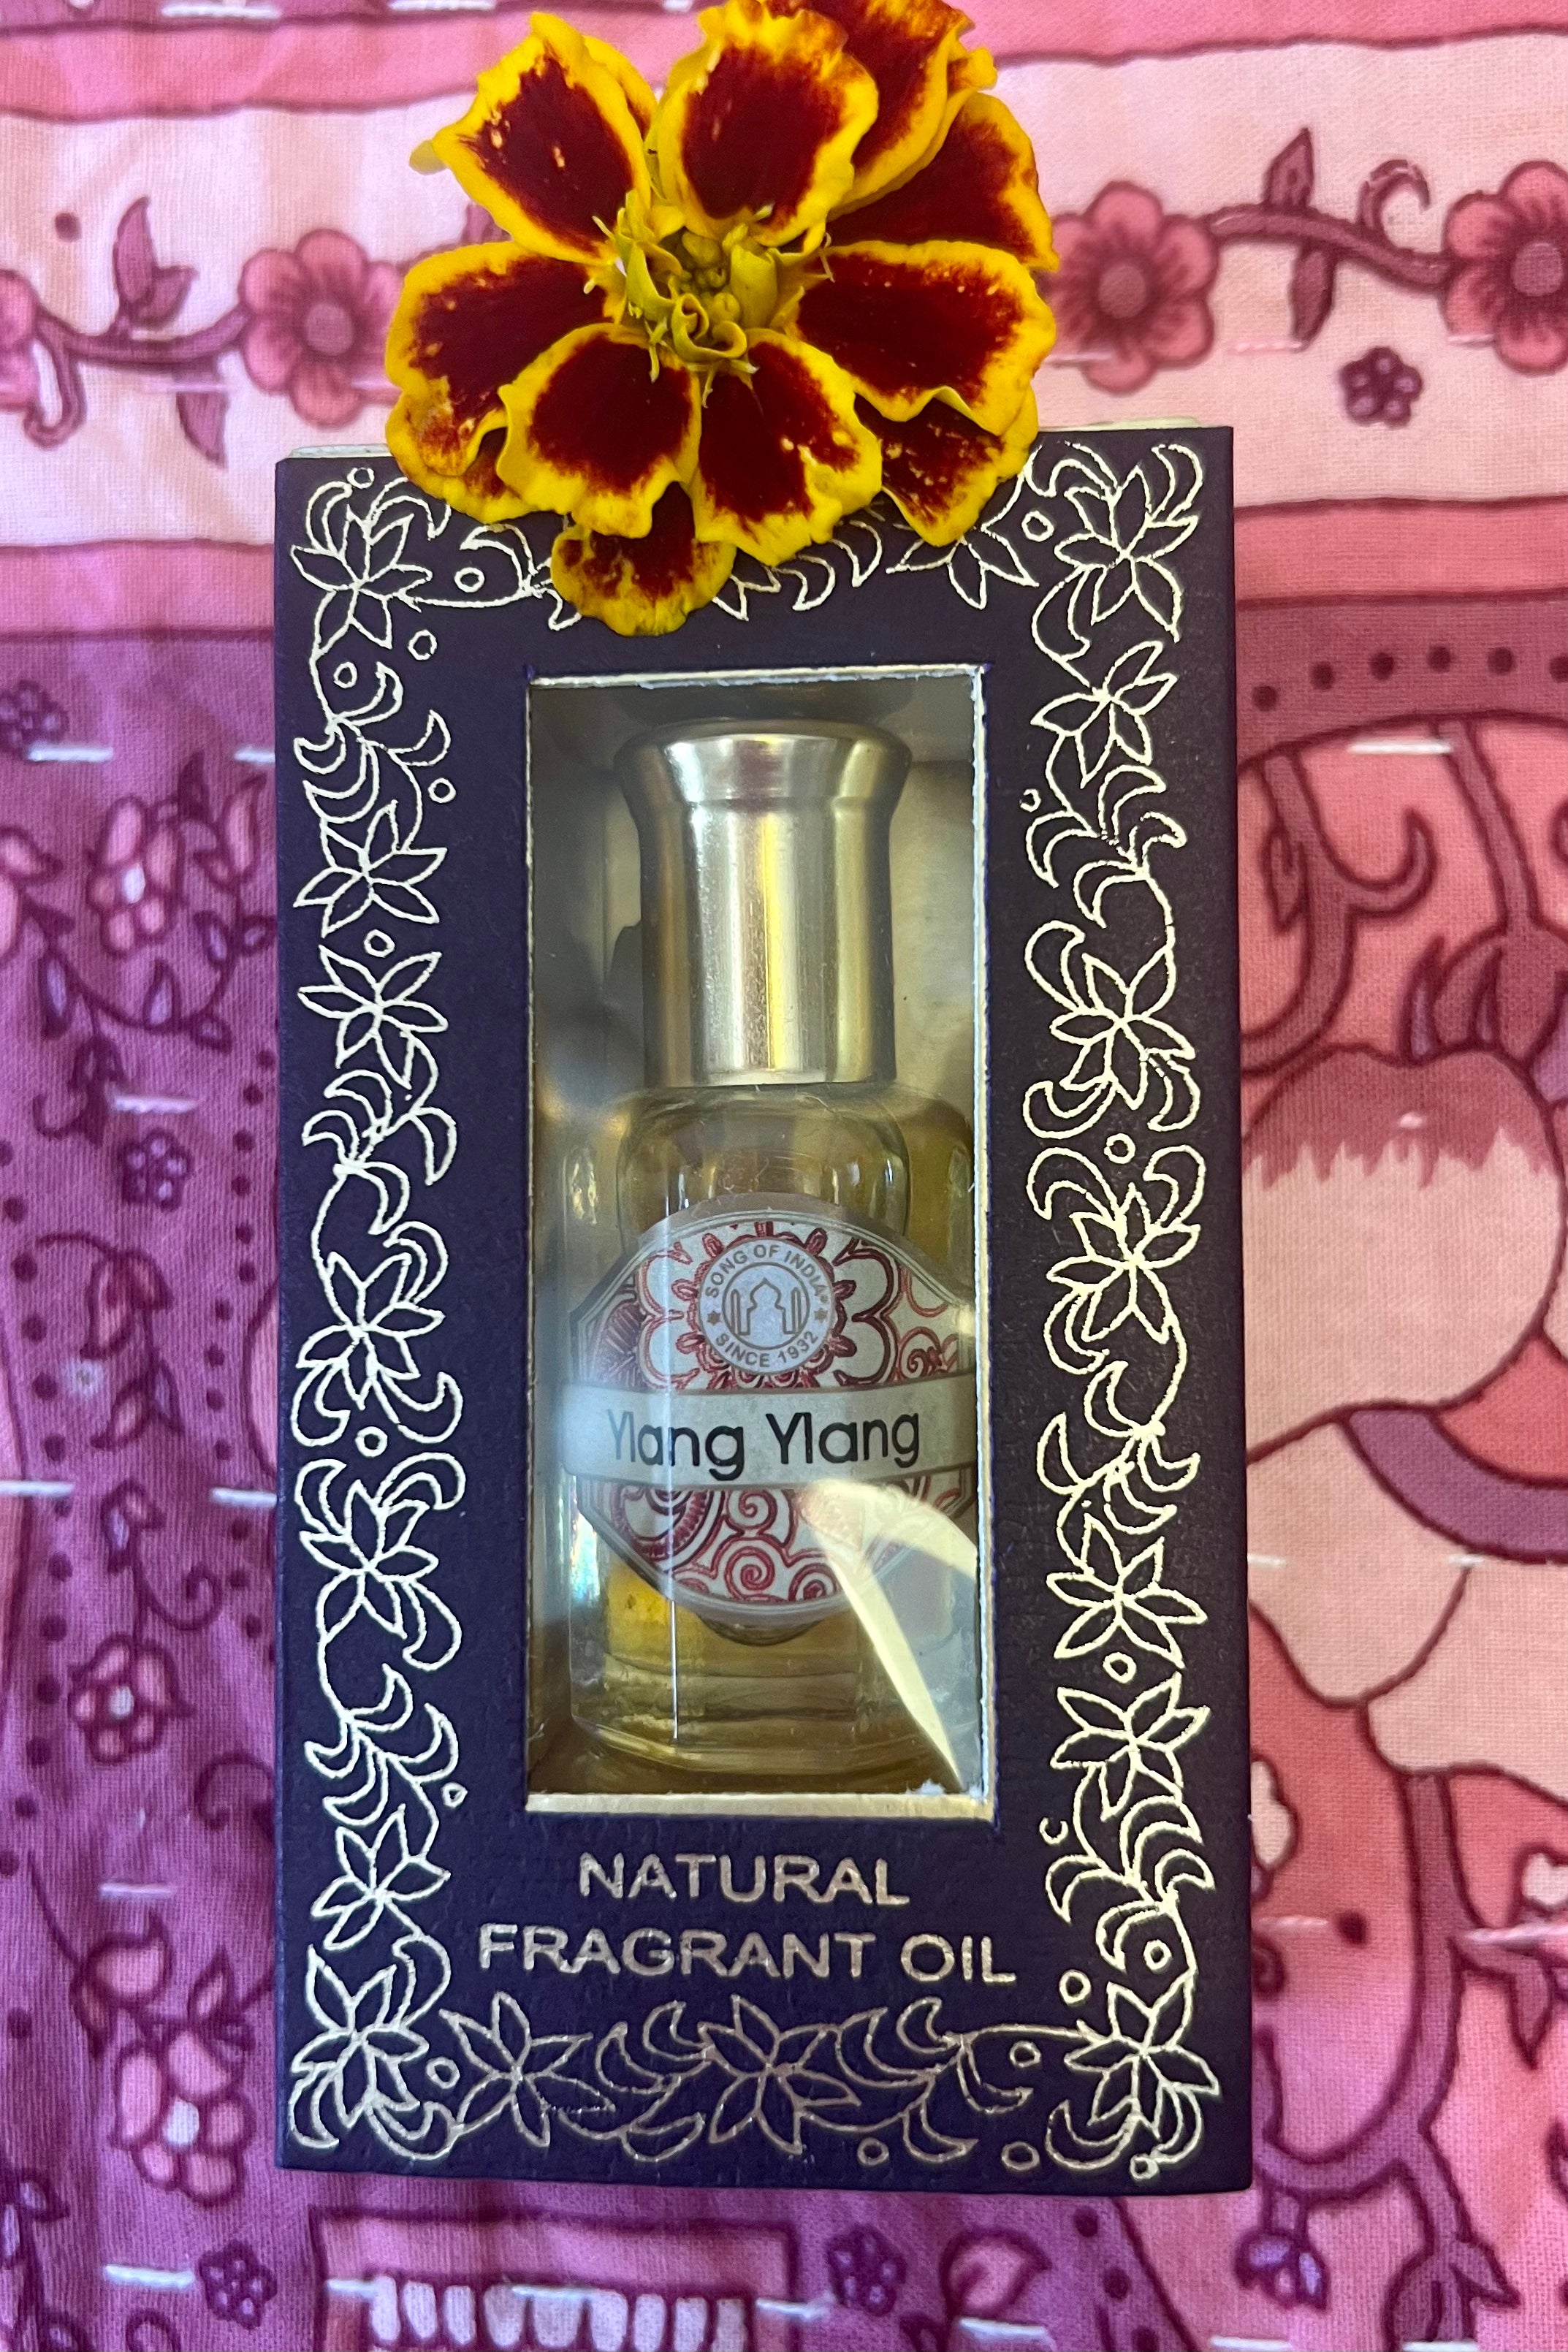 SONG OF INDIA
SINCE 1932
Ylang Ylang
NATURAL
FRAGRANT OIL